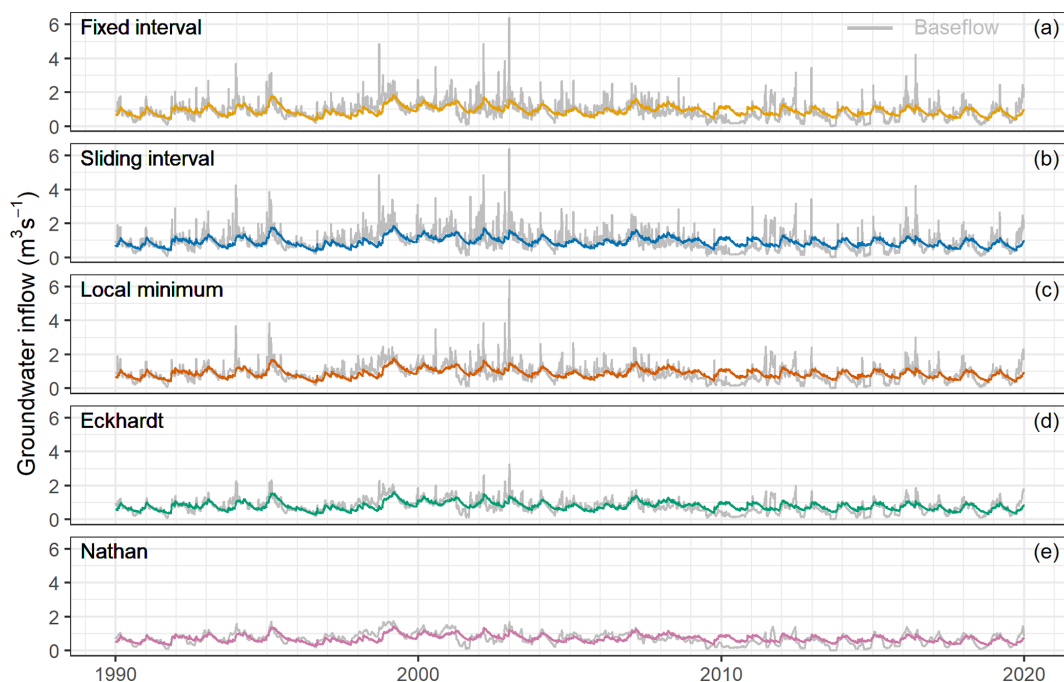 Groundwater inflow (m³s⁻¹)
Fixed interval
Baseflow
(a)
6
4
2
0
Sliding interval
(b)
6
4
2
0
Local minimum
(c)
6
4
2
0
Eckhardt
(d)
6
4
2
0
Nathan
(e)
6
4
2
0
1990 2000 2010 2020